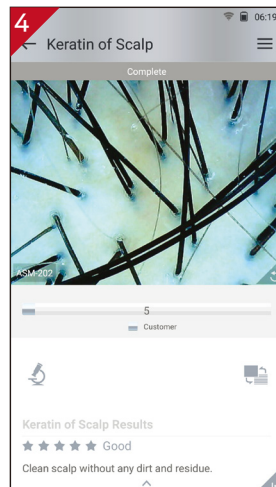 4
06:19
Keratin of Scalp
Complete
ASM-202
5
Customer
Keratin of Scalp Results
Good
Clean scalp without any dirt and residue.